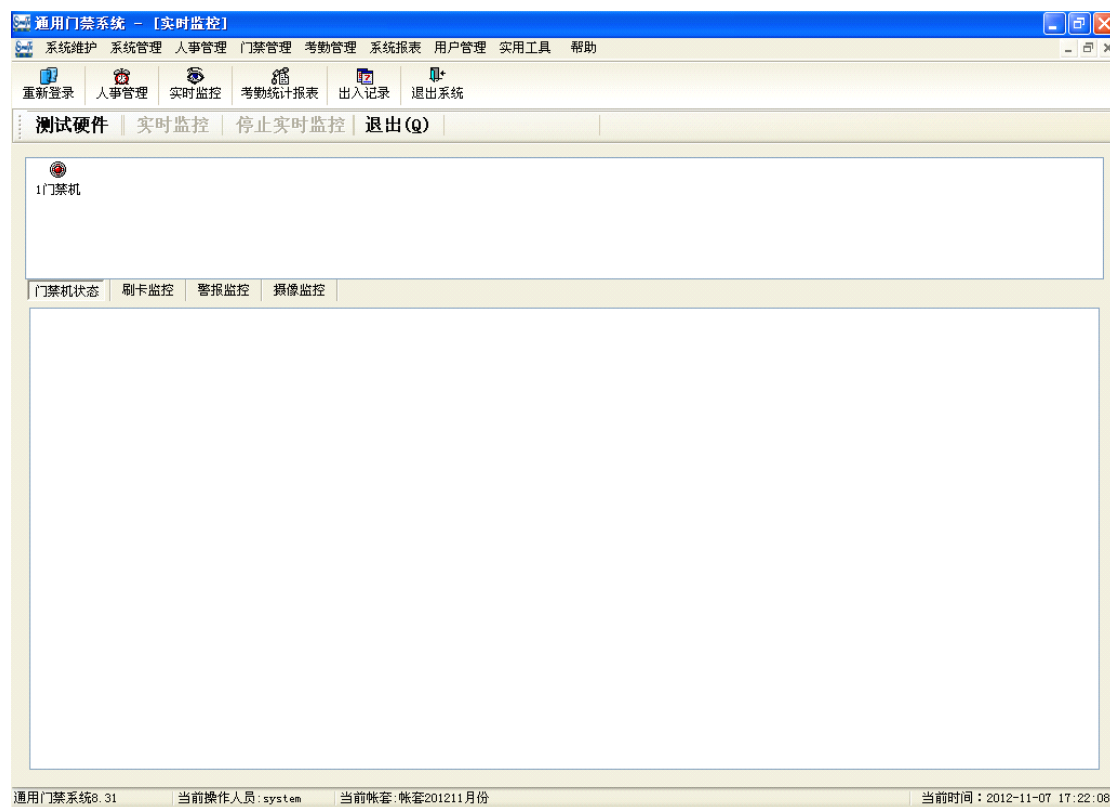 通用门禁系统 - [实时监控]
系统维护 系统管理 人事管理 门禁管理 考勤管理 系统报表 用户管理 实用工具 帮助
重新登录 人事管理 实时监控 考勤统计报表 出入记录 退出系统
测试硬件 实时监控 停止实时监控 退出(Q)
1门禁机
门禁机状态 刷卡监控 警报监控 摄像监控
通用门禁系统8.31 当前操作人员:system 当前帐套:帐套201211月份 当前时间：2012-11-07 17:22:08